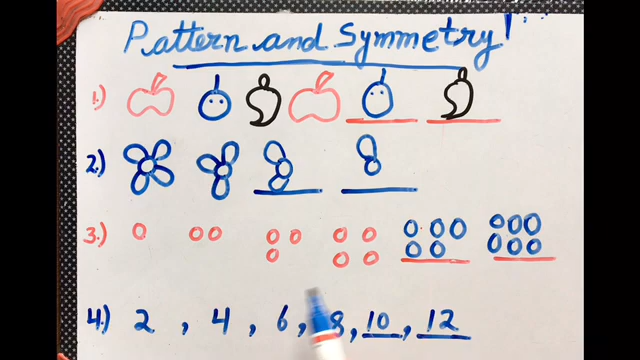 Pattern and Symmetry!
1.)
2.)
3.)
4.) 2 , 4 , 6 , 8 , 10 , 12